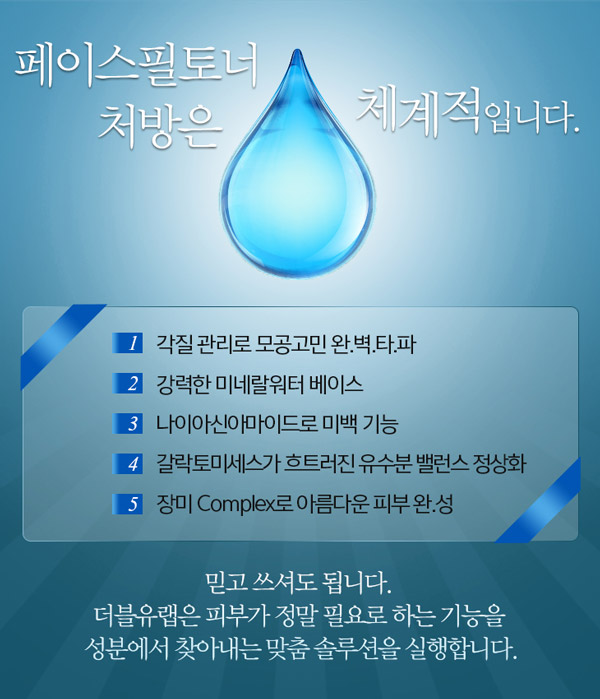 페이스필토너
처방은
체계적입니다.
1 각질 관리로 모공고민 완.벽.타.파
2 강력한 미네랄워터 베이스
3 나이아신아마이드로 미백 기능
4 갈락토미세스가 흐트러진 유수분 밸런스 정상화
5 장미 Complex로 아름다운 피부 완.성
믿고 쓰셔도 됩니다.
더블유랩은 피부가 정말 필요로 하는 기능을
성분에서 찾아내는 맞춤 솔루션을 실행합니다.